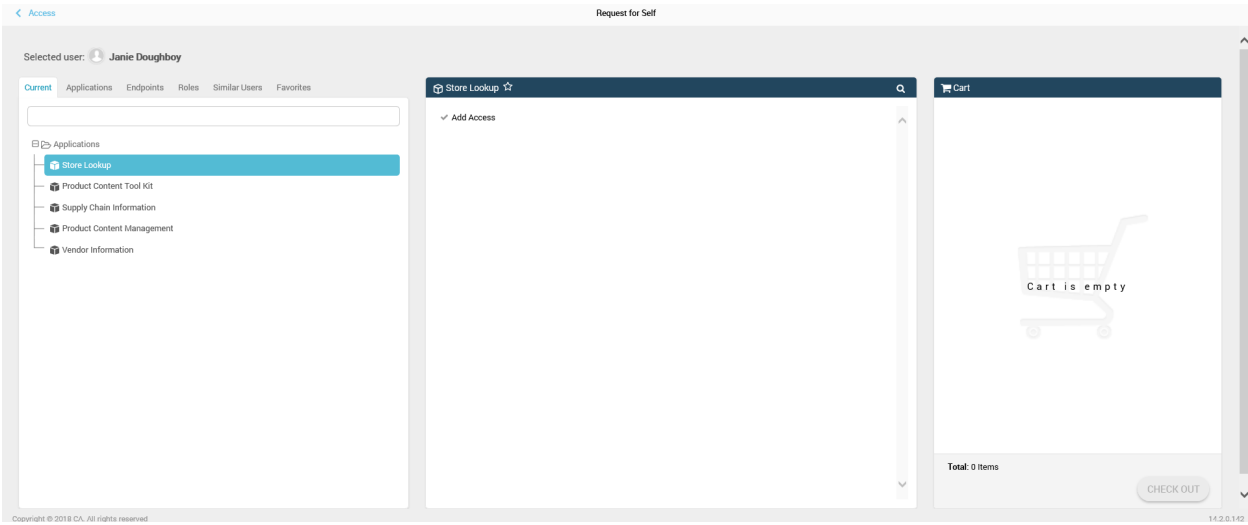 Access
Request for Self
Selected user: Janie Doughboy
Current Applications Endpoints Roles Similar Users Favorites
Applications
Store Lookup
Product Content Tool Kit
Supply Chain Information
Product Content Management
Vendor Information
Store Lookup
Add Access
Cart
Cart is empty
Total: 0 Items
CHECK OUT
Copyright © 2018 CA. All rights reserved
14.2.0.142